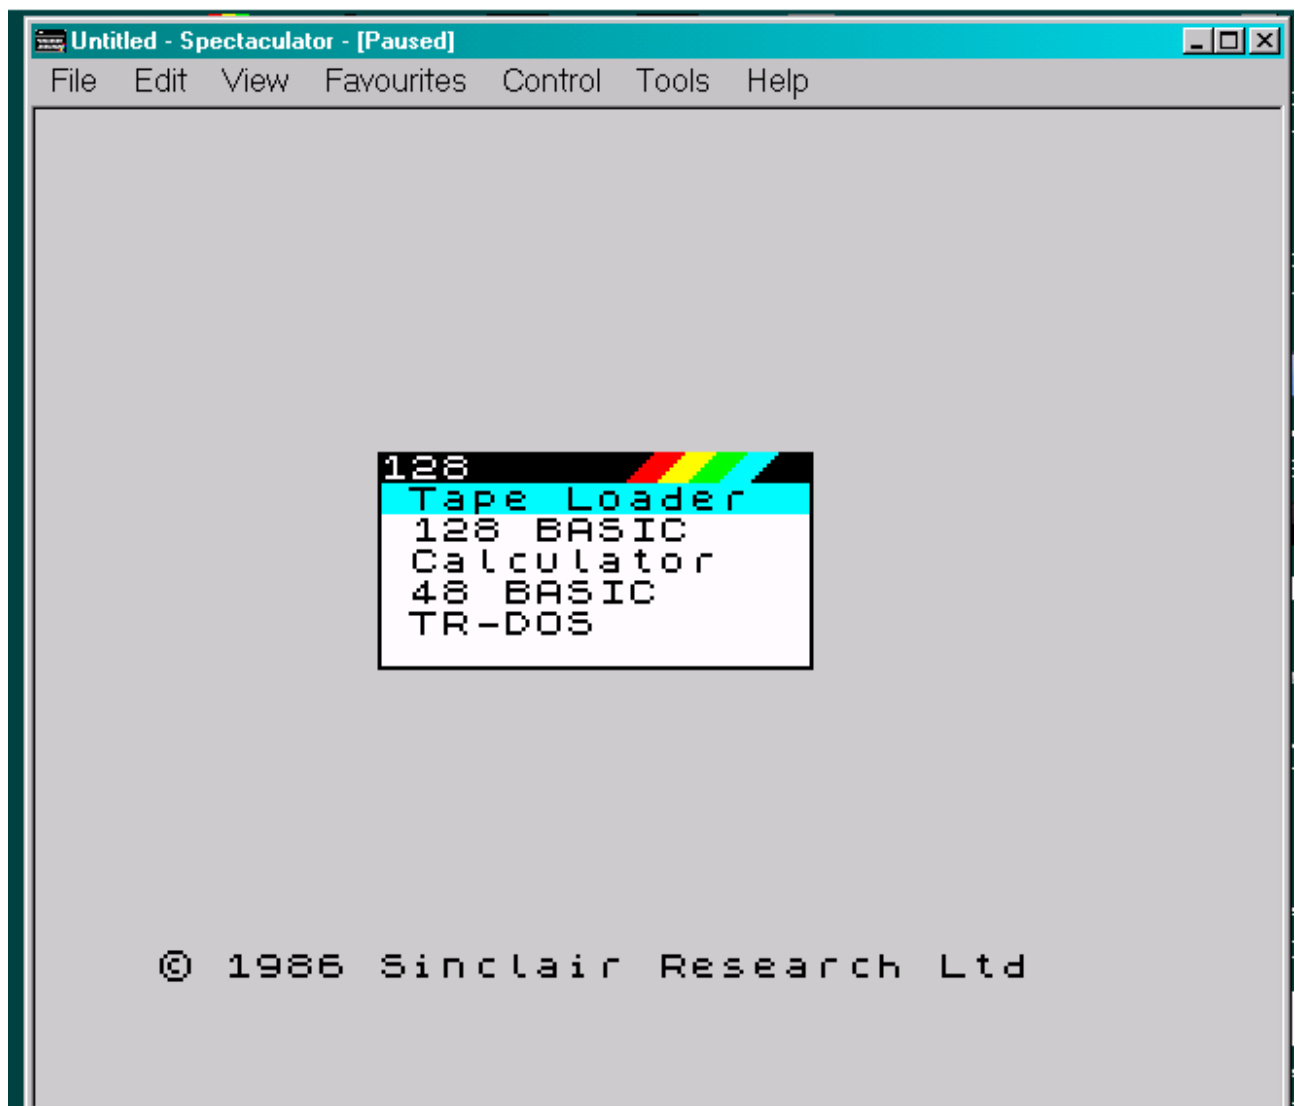 Untitled - Spectaculator - [Paused]
File Edit View Favourites Control Tools Help
128
Tape Loader
128 BASIC
Calculator
48 BASIC
TR-DOS
© 1986 Sinclair Research Ltd